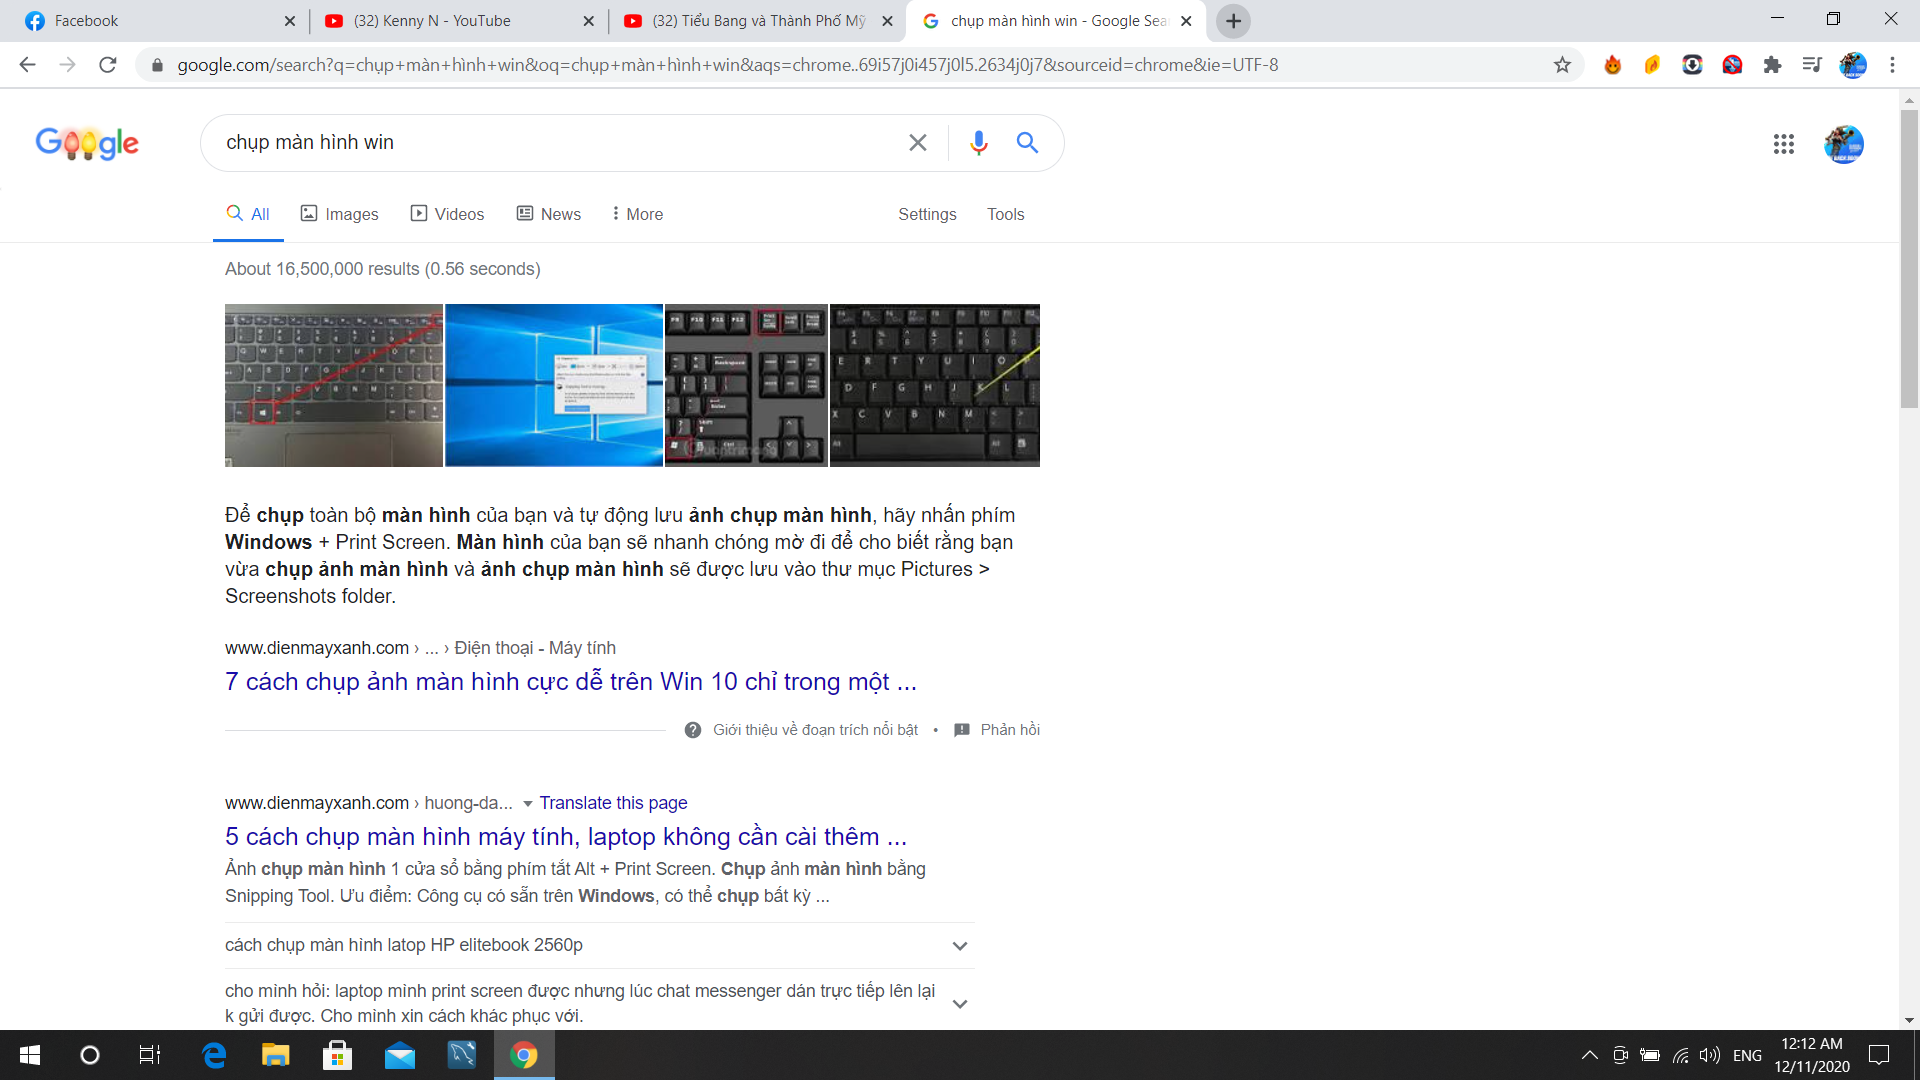 Facebook
(32) Kenny N - YouTube
(32) Tiểu Bang và Thành Phố Mỹ
chụp màn hình win - Google Sea
google.com/search?q=chụp+màn+hình+win&oq=chụp+màn+hình+win&aqs=chrome..69i57j0i457j0l5.2634j0j7&sourceid=chrome&ie=UTF-8
Google
chụp màn hình win
All
Images
Videos
News
More
Settings
Tools
About 16,500,000 results (0.56 seconds)
Để chụp toàn bộ màn hình của bạn và tự động lưu ảnh chụp màn hình, hãy nhấn phím
Windows + Print Screen. Màn hình của bạn sẽ nhanh chóng mờ đi để cho biết rằng bạn
vừa chụp ảnh màn hình và ảnh chụp màn hình sẽ được lưu vào thư mục Pictures >
Screenshots folder.
www.dienmayxanh.com › ... › Điện thoại - Máy tính
7 cách chụp ảnh màn hình cực dễ trên Win 10 chỉ trong một ...
Giới thiệu về đoạn trích nổi bật • Phản hồi
www.dienmayxanh.com › huong-da... Translate this page
5 cách chụp màn hình máy tính, laptop không cần cài thêm ...
Ảnh chụp màn hình 1 cửa sổ bằng phím tắt Alt + Print Screen. Chụp ảnh màn hình bằng
Snipping Tool. Ưu điểm: Công cụ có sẵn trên Windows, có thể chụp bất kỳ ...
cách chụp màn hình latop HP elitebook 2560p
cho mình hỏi: laptop mình print screen được nhưng lúc chat messenger dán trực tiếp lên lại
k gửi được. Cho mình xin cách khác phục với.
ENG
12:12 AM
12/11/2020